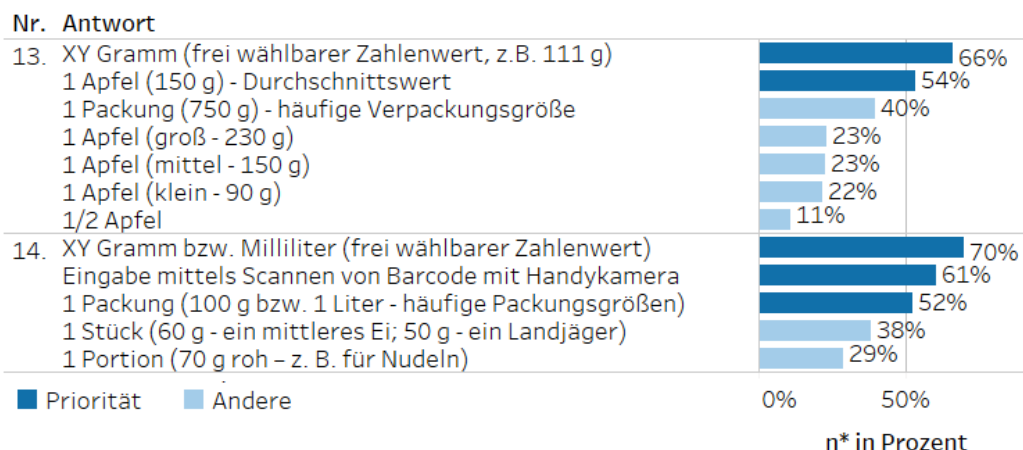 Nr. Antwort
13. XY Gramm (frei wählbarer Zahlenwert, z.B. 111 g) 66%
1 Apfel (150 g) - Durchschnittswert 54%
1 Packung (750 g) - häufige Verpackungsgröße 40%
1 Apfel (groß - 230 g) 23%
1 Apfel (mittel - 150 g) 23%
1 Apfel (klein - 90 g) 22%
1/2 Apfel 11%
14. XY Gramm bzw. Milliliter (frei wählbarer Zahlenwert) 70%
Eingabe mittels Scannen von Barcode mit Handykamera 61%
1 Packung (100 g bzw. 1 Liter - häufige Packungsgrößen) 52%
1 Stück (60 g - ein mittleres Ei; 50 g - ein Landjäger) 38%
1 Portion (70 g roh – z. B. für Nudeln) 29%
Priorität Andere 0% 50%
n* in Prozent